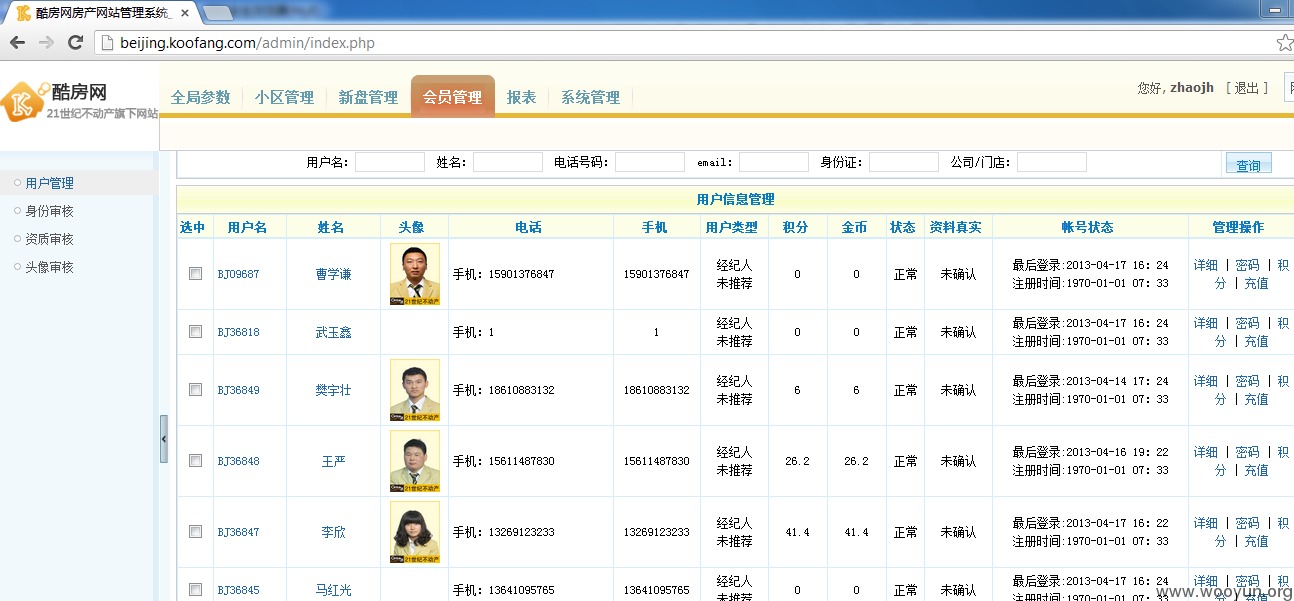 酷房网房产网站管理系统_
beijing.koofang.com/admin/index.php
酷房网
21世纪不动产旗下网站
全局参数 小区管理 新盘管理 会员管理 报表 系统管理
您好, zhaojh [ 退出 ]
用户管理
身份审核
资质审核
头像审核
用户名: 姓名: 电话号码: email: 身份证: 公司/门店: 查询
用户信息管理
选中 用户名 姓名 头像 电话 手机 用户类型 积分 金币 状态 资料真实 帐号状态 管理操作
BJ09687 曹学谦 21世纪不动产 手机: 15901376847 15901376847 经纪人 未推荐 0 0 正常 未确认 最后登录:2013-04-17 16: 24 注册时间:1970-01-01 07: 33 详细 | 密码 | 积分 | 充值
BJ36818 武玉鑫 手机: 1 1 经纪人 未推荐 0 0 正常 未确认 最后登录:2013-04-17 16: 24 注册时间:1970-01-01 07: 33 详细 | 密码 | 积分 | 充值
BJ36849 樊宇壮 21世纪不动产 手机: 18610883132 18610883132 经纪人 未推荐 6 6 正常 未确认 最后登录:2013-04-14 17: 24 注册时间:1970-01-01 07: 33 详细 | 密码 | 积分 | 充值
BJ36848 王严 21世纪不动产 手机: 15611487830 15611487830 经纪人 未推荐 26.2 26.2 正常 未确认 最后登录:2013-04-16 19: 22 注册时间:1970-01-01 07: 33 详细 | 密码 | 积分 | 充值
BJ36847 李欣 21世纪不动产 手机: 13269123233 13269123233 经纪人 未推荐 41.4 41.4 正常 未确认 最后登录:2013-04-17 16: 22 注册时间:1970-01-01 07: 33 详细 | 密码 | 积分 | 充值
BJ36845 马红光 手机: 13641095765 13641095765 经纪人 未推荐 0 0 正常 未确认 最后登录:2013-04-17 16: 24 注册时间:1970-01-01 07: 33 详细 | 密码 | 积分 | 充值
www.wooyun.org